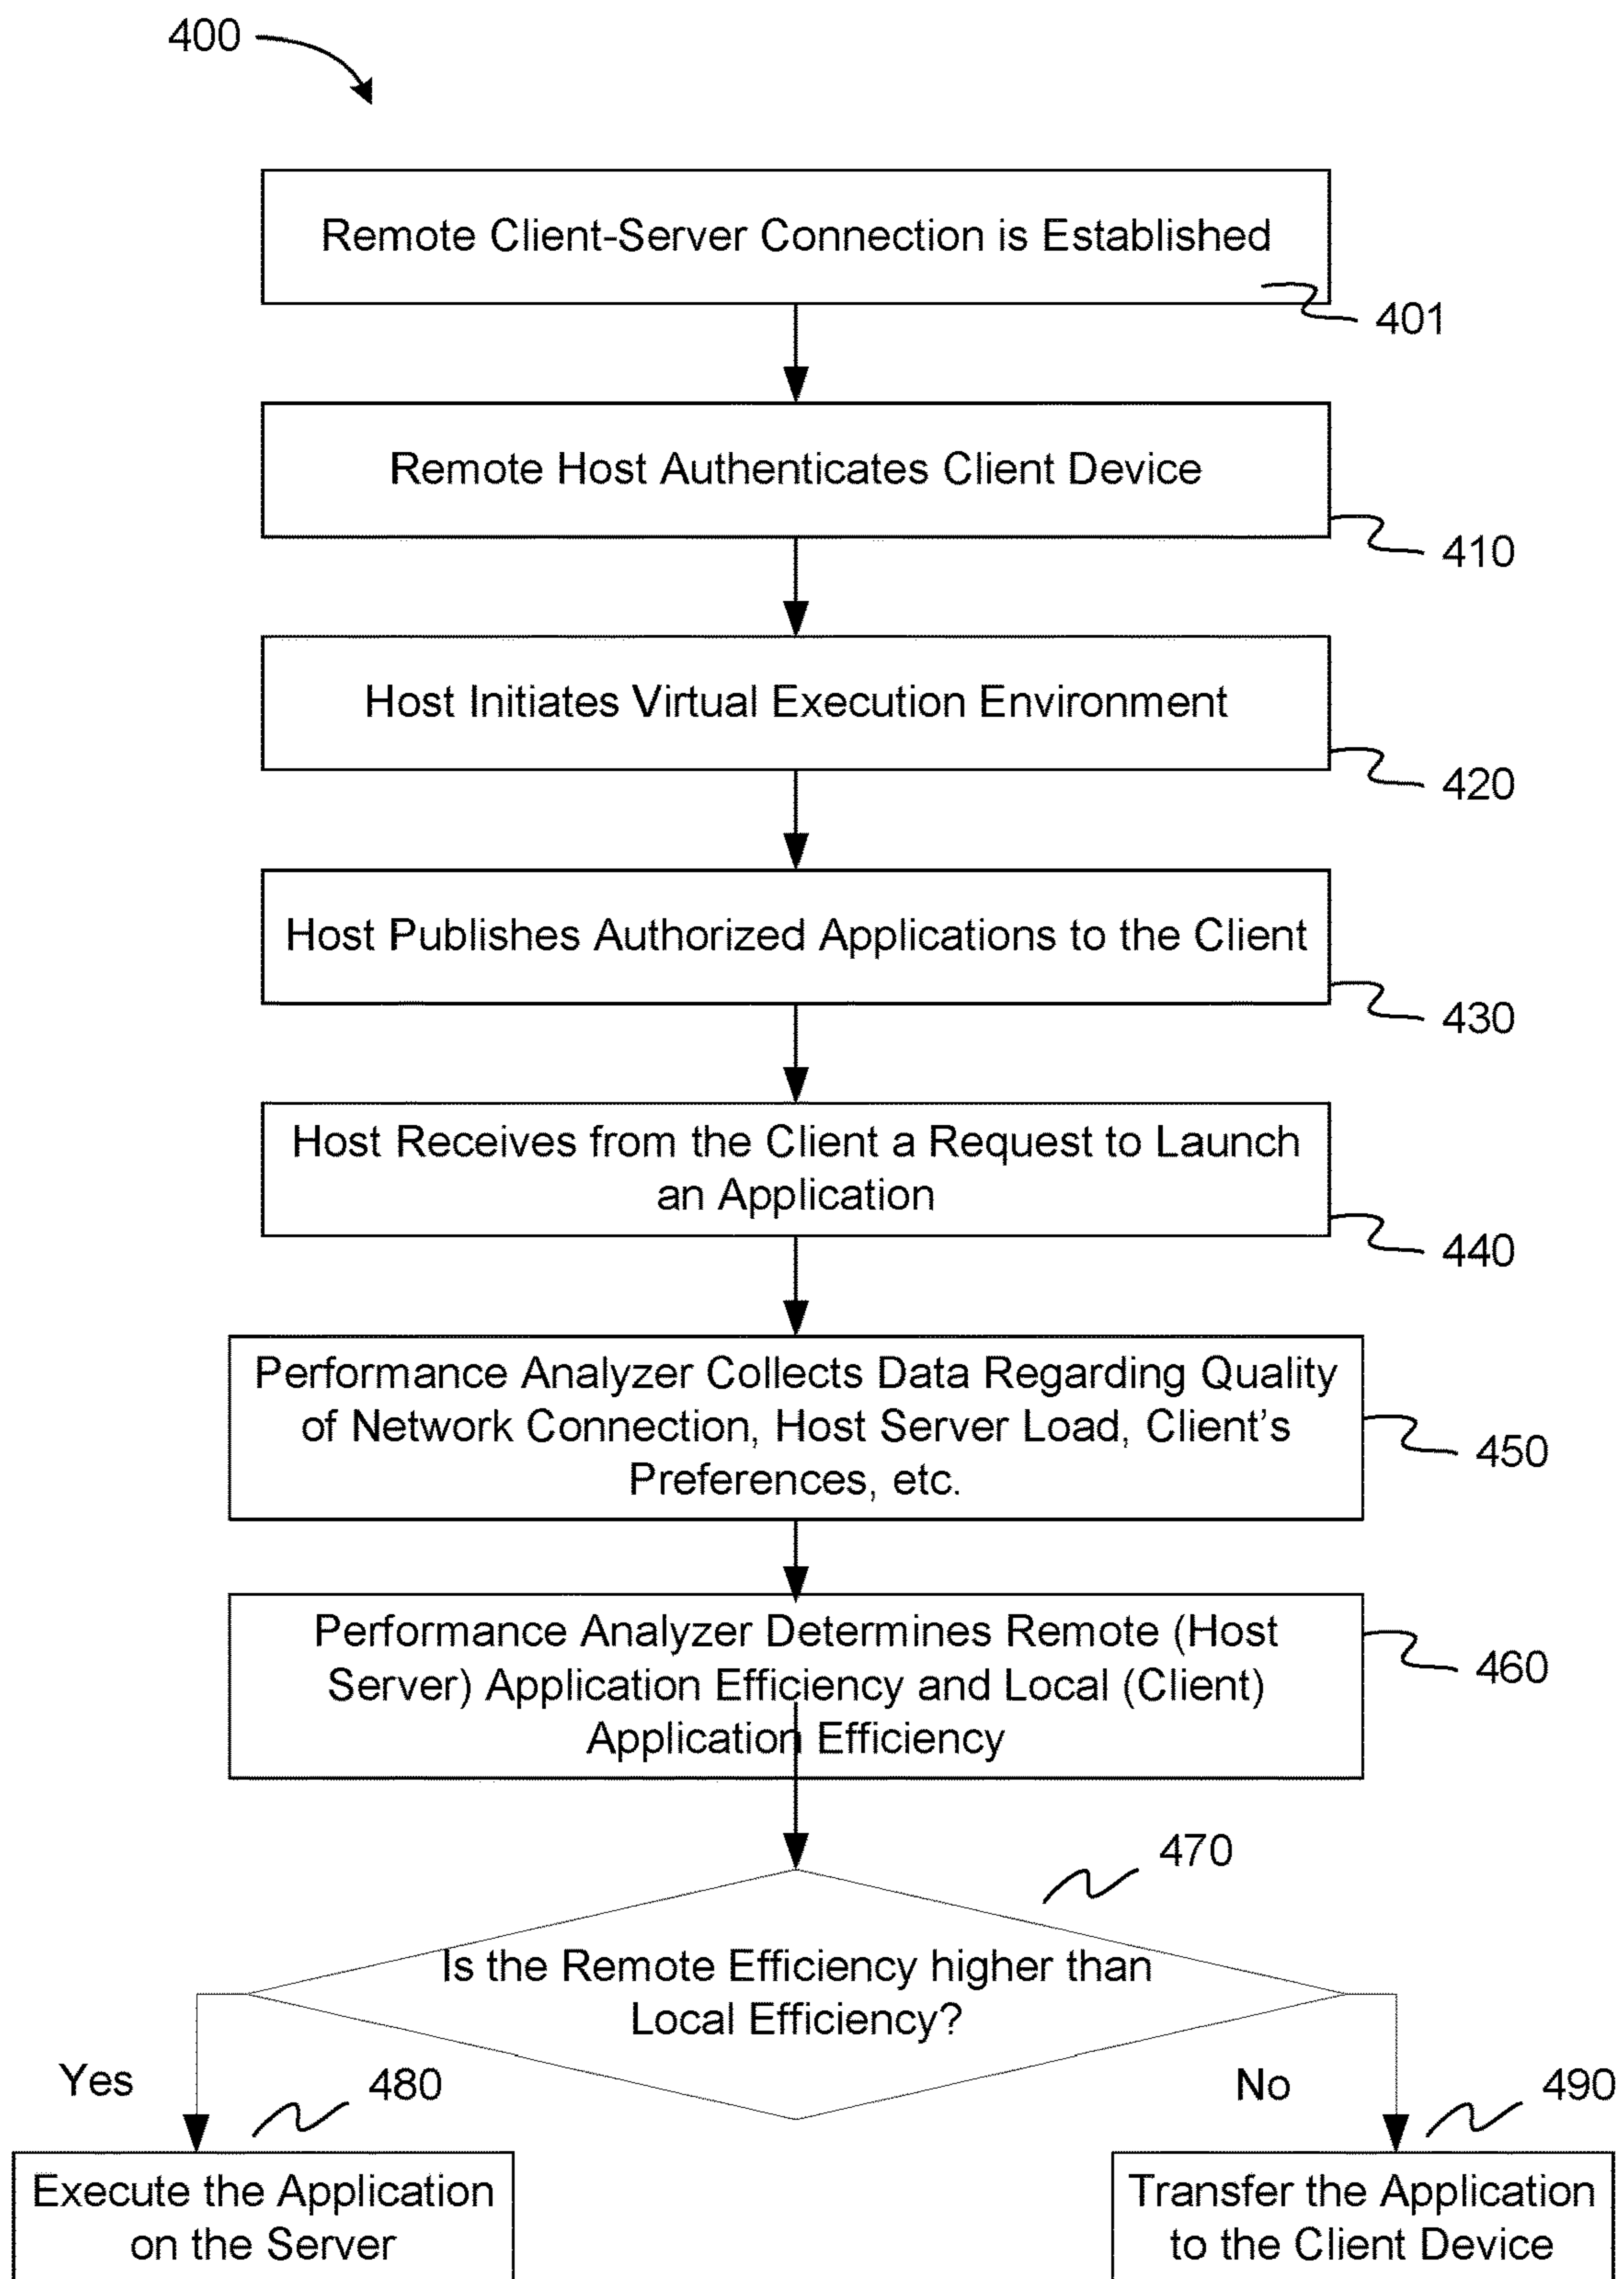 400
Remote Client-Server Connection is Established
401
Remote Host Authenticates Client Device
410
Host Initiates Virtual Execution Environment
420
Host Publishes Authorized Applications to the Client
430
Host Receives from the Client a Request to Launch
an Application
440
Performance Analyzer Collects Data Regarding Quality
of Network Connection, Host Server Load, Client's
Preferences, etc.
450
Performance Analyzer Determines Remote (Host
Server) Application Efficiency and Local (Client)
Application Efficiency
460
470
Is the Remote Efficiency higher than
Local Efficiency?
Yes
480
No
490
Execute the Application
on the Server
Transfer the Application
to the Client Device